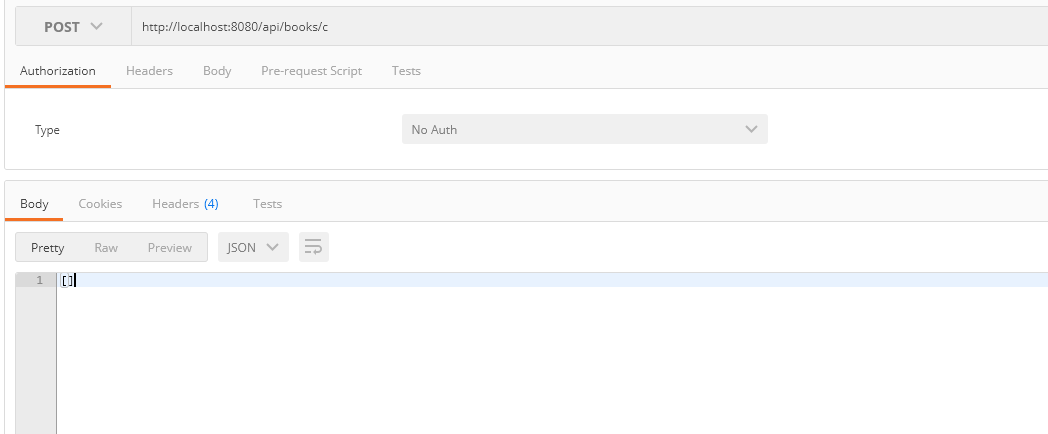 POST http://localhost:8080/api/books/c
Authorization Headers Body Pre-request Script Tests
Type No Auth
Body Cookies Headers (4) Tests
Pretty Raw Preview JSON
1 []